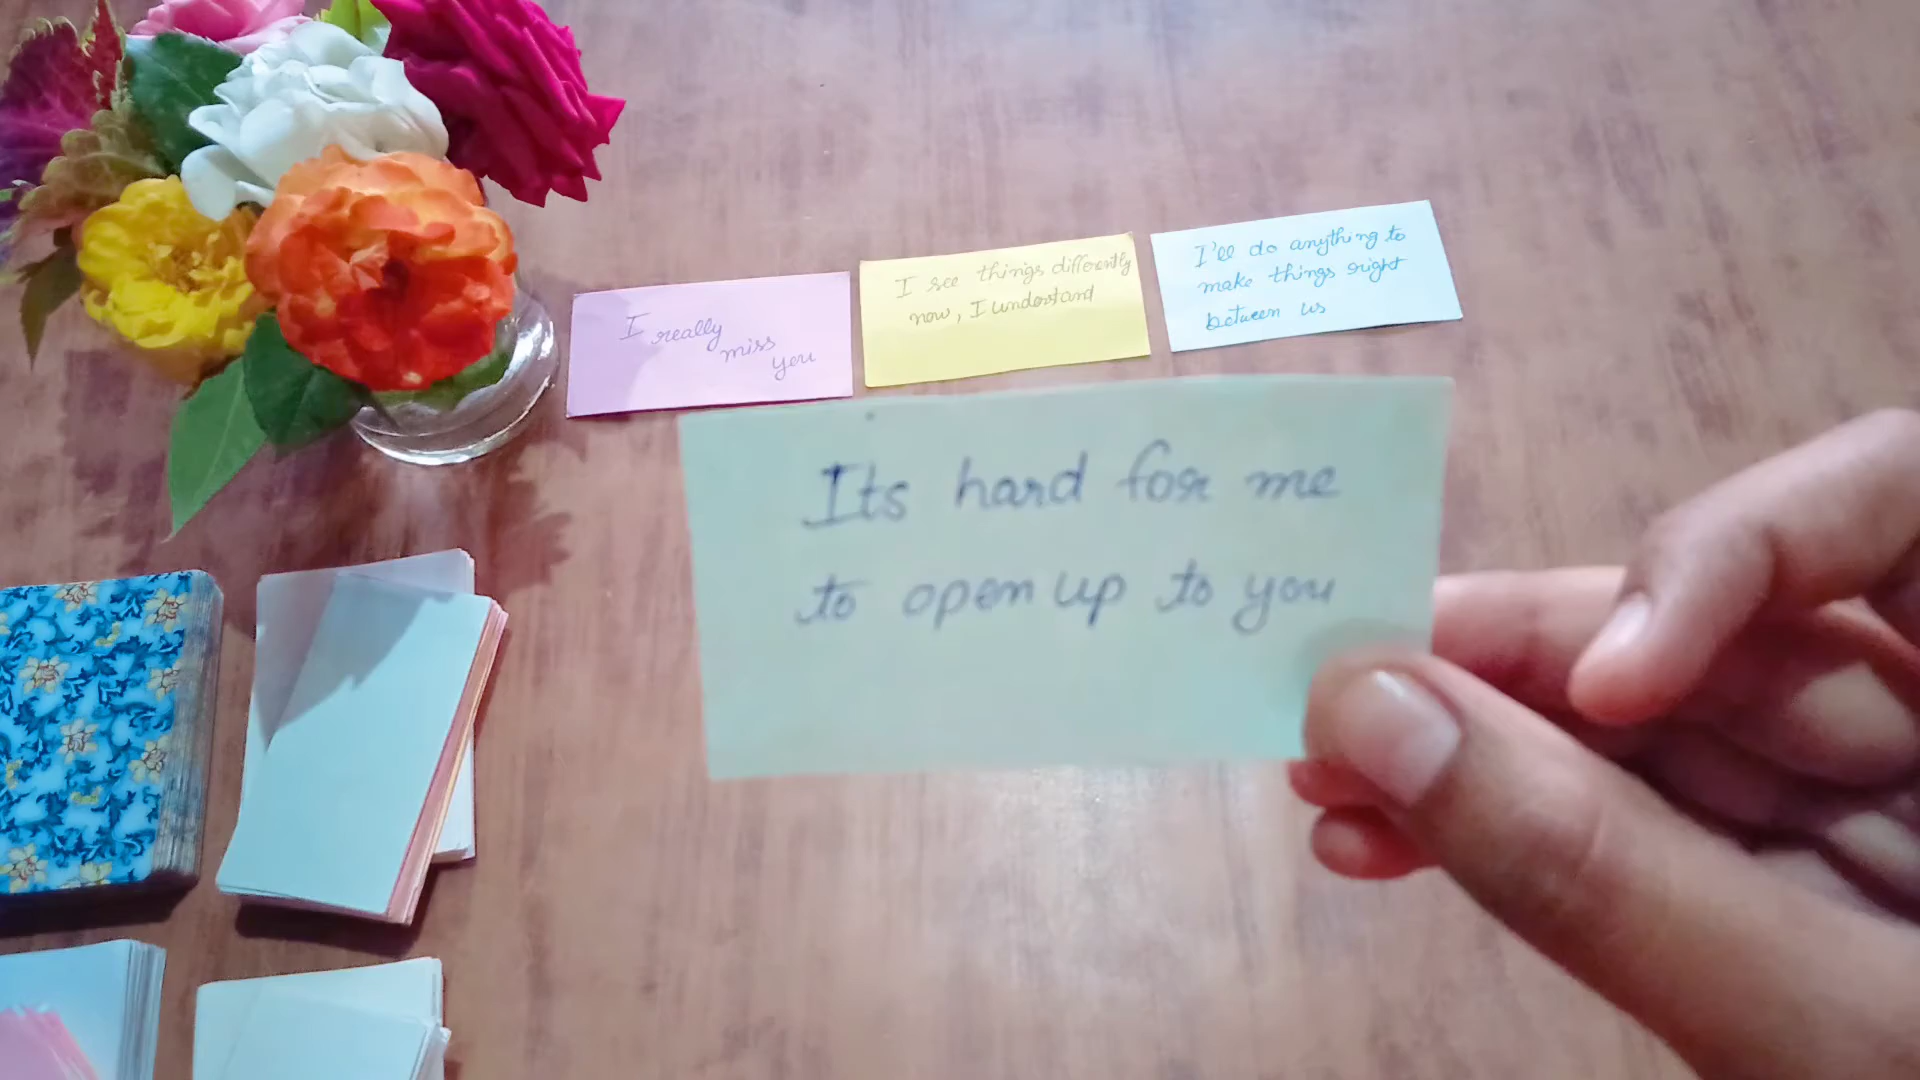 I really
miss
you
I see things differently
now, I understand
I'll do anything to
make things right
between us
Its hard for me
to open up to you